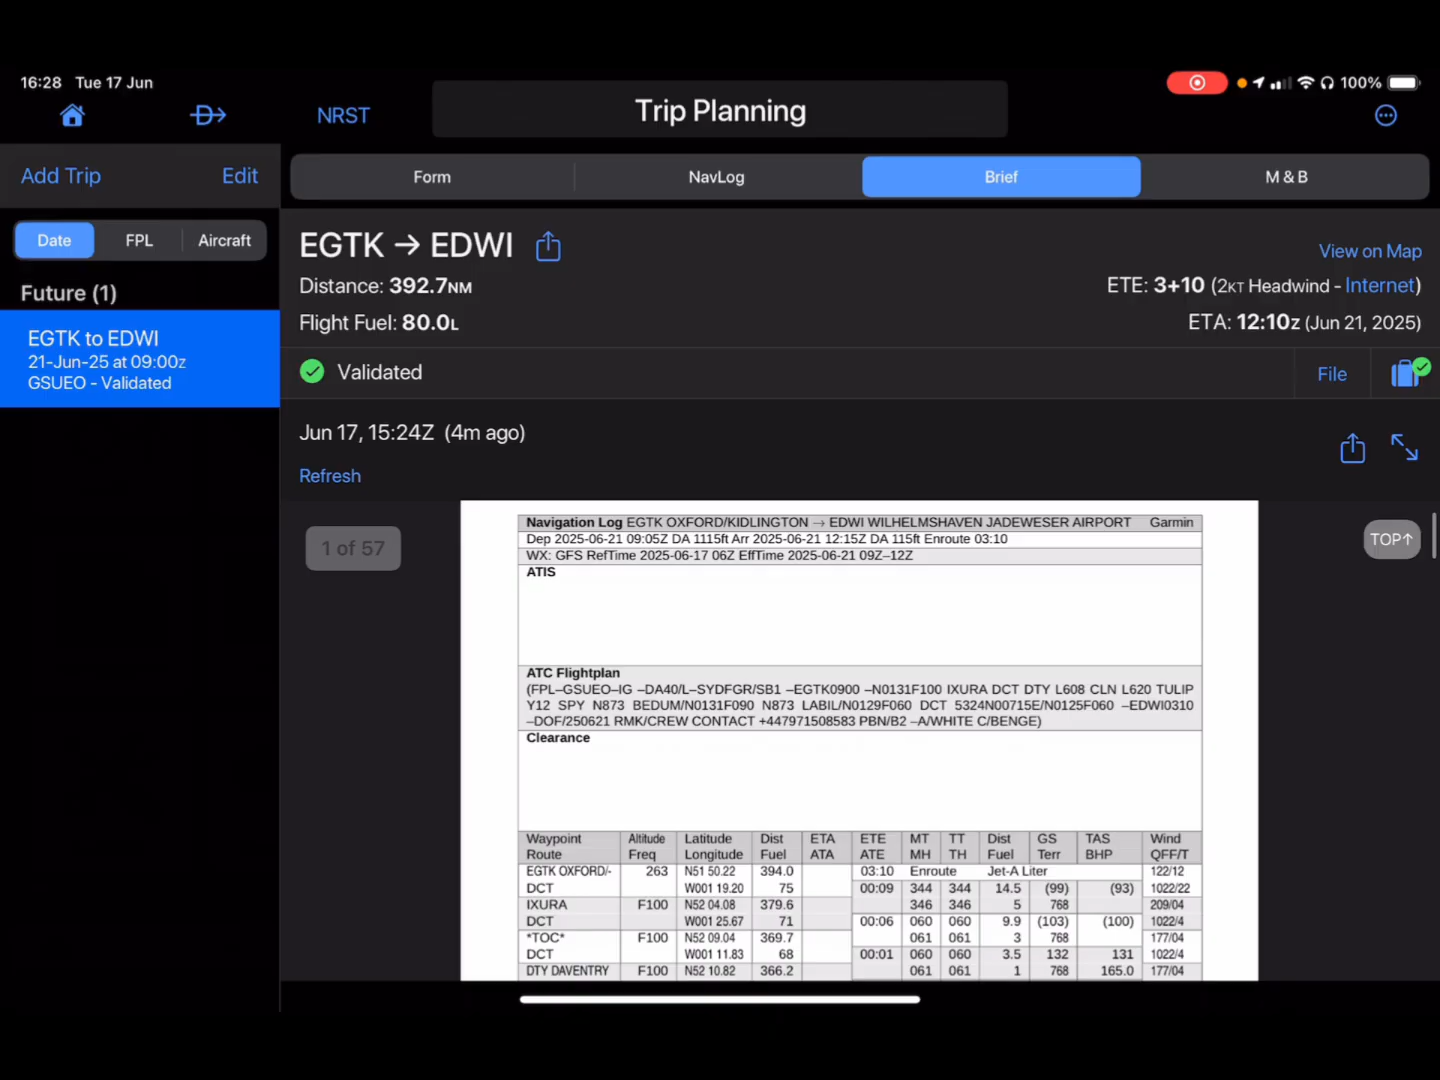 16:28 Tue 17 Jun
100%
NRST
Trip Planning
Add Trip
Edit
Form
NavLog
Brief
M & B
Date
FPL
Aircraft
EGTK → EDWI
View on Map
Future (1)
Distance: 392.7NM
ETE: 3+10 (2KT Headwind - Internet)
Flight Fuel: 80.0L
ETA: 12:10z (Jun 21, 2025)
EGTK to EDWI
21-Jun-25 at 09:00z
GSUEO - Validated
Validated
File
Jun 17, 15:24Z (4m ago)
Refresh
1 of 57
TOP↑
Navigation Log EGTK OXFORD/KIDLINGTON → EDWI WILHELMSHAVEN JADEWESER AIRPORT Garmin
Dep 2025-06-21 09:05Z DA 1115ft Arr 2025-06-21 12:15Z DA 115ft Enroute 03:10
WX: GFS RefTime 2025-06-17 06Z EffTime 2025-06-21 09Z–12Z
ATIS
ATC Flightplan
(FPL–GSUEO–IG –DA40/L–SYDFGR/SB1 –EGTK0900 –N0131F100 IXURA DCT DTY L608 CLN L620 TULIP
Y12 SPY N873 BEDUM/N0131F090 N873 LABIL/N0129F060 DCT 5324N00715E/N0125F060 –EDWI0310
–DOF/250621 RMK/CREW CONTACT +447971508583 PBN/B2 –A/WHITE C/BENGE)
Clearance
Waypoint Altitude Latitude Dist ETA ETE MT TT Dist GS TAS Wind
Route Freq Longitude Fuel ATA ATE MH TH Fuel Terr BHP QFF/T
EGTK OXFORD/- 263 N51 50.22 394.0 03:10 Enroute Jet-A Liter 122/12
DCT W001 19.20 75 00:09 344 344 14.5 (99) (93) 1022/22
IXURA F100 N52 04.08 379.6 346 346 5 768 209/04
DCT W001 25.67 71 00:06 060 060 9.9 (103) (100) 1022/4
*TOC* F100 N52 09.04 369.7 061 061 3 768 177/04
DCT W001 11.83 68 00:01 060 060 3.5 132 131 1022/4
DTY DAVENTRY F100 N52 10.82 366.2 061 061 1 768 165.0 177/04